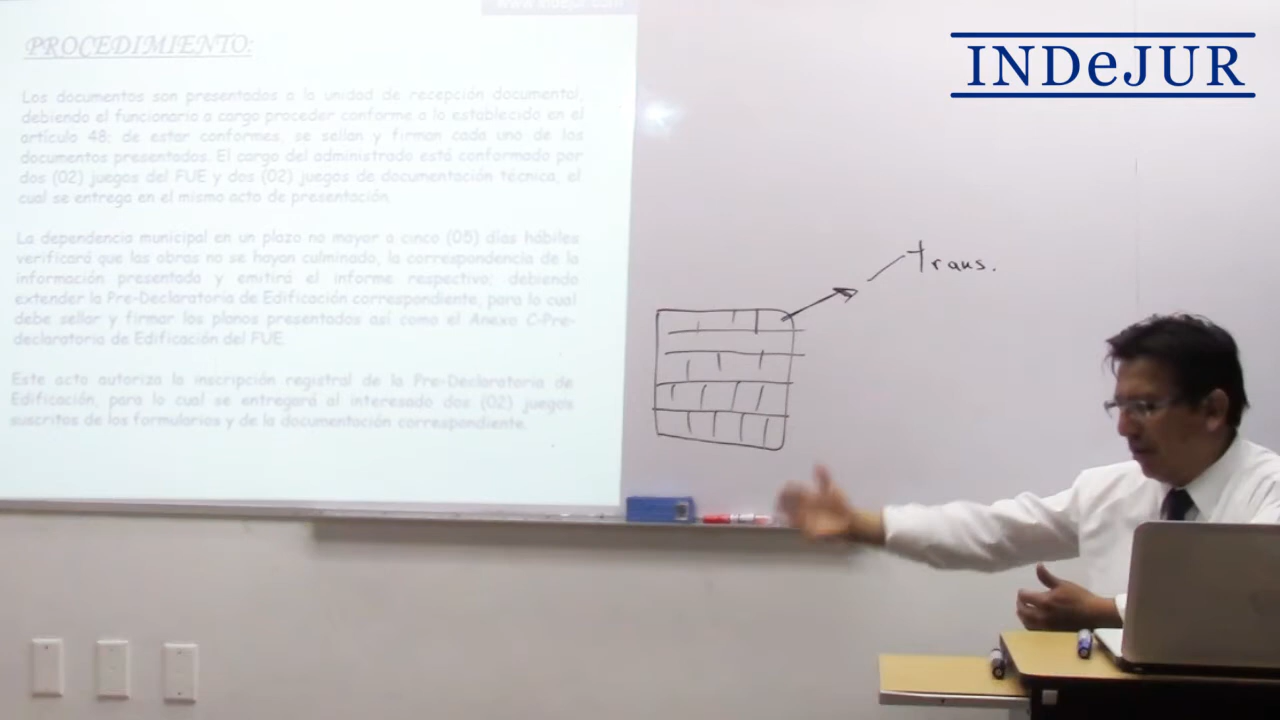 www.indejur.com
INDeJUR
PROCEDIMIENTO:
Los documentos son presentados a la unidad de recepción documental,
debiendo el funcionario a cargo proceder conforme a lo establecido en el
artículo 48; de estar conformes, se sellan y firman cada uno de los
documentos presentados. El cargo del administrado está conformado por
dos (02) juegos del FUE y dos (02) juegos de documentación técnica, el
cual se entrega en el mismo acto de presentación.
La dependencia municipal en un plazo no mayor a cinco (05) días hábiles
verificará que las obras no se hayan culminado, la correspondencia de la
información presentada y emitirá el informe respectivo; debiendo
extender la Pre-Declaratoria de Edificación correspondiente, para lo cual
debe sellar y firmar los planos presentados así como el Anexo C-Pre-
declaratoria de Edificación del FUE.
Este acto autoriza la inscripción registral de la Pre-Declaratoria de
Edificación, para lo cual se entregará al interesado dos (02) juegos
suscritos de los formularios y de la documentación correspondiente.
Trans.